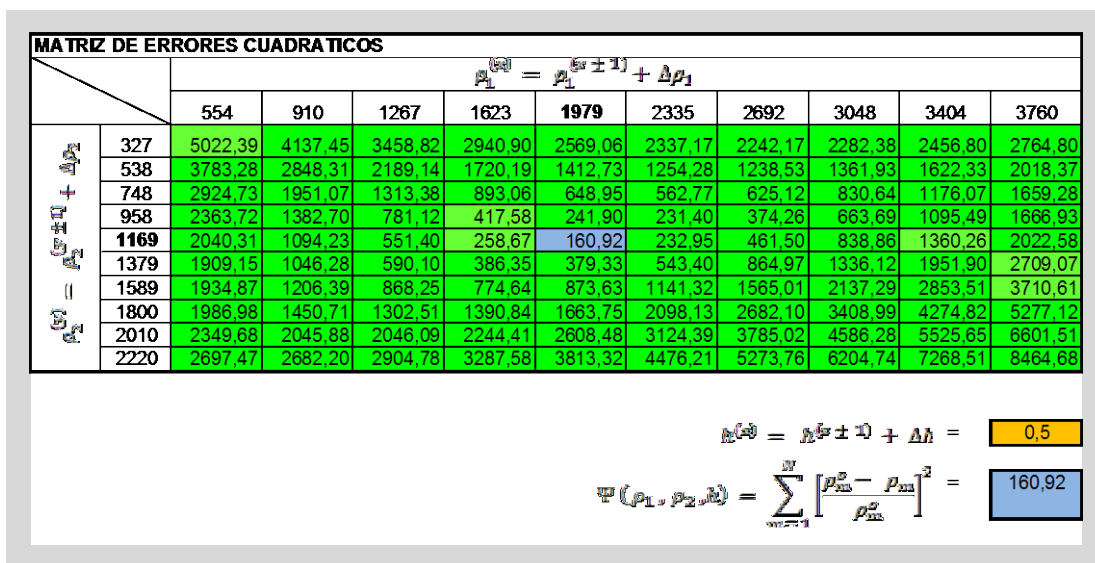 MATRIZ DE ERRORES CUADRATICOS
ρ₁⁽ˣ⁾ = ρ₁⁽ˣ ± ¹⁾ + Δρ₁
554 910 1267 1623 1979 2335 2692 3048 3404 3760
ρ₂⁽ʸ⁾ = ρ₂⁽ʸ ± ¹⁾ + Δρ₂
327 5022,39 4137,45 3458,82 2940,90 2569,06 2337,17 2242,17 2282,38 2456,80 2764,80
538 3783,28 2848,31 2189,14 1720,19 1412,73 1254,28 1238,53 1361,93 1622,33 2018,37
748 2924,73 1951,07 1313,38 893,06 648,95 562,77 625,12 830,64 1176,07 1659,28
958 2363,72 1382,70 781,12 417,58 241,90 231,40 374,26 663,69 1095,49 1666,93
1169 2040,31 1094,23 551,40 258,67 160,92 232,95 461,50 838,86 1360,26 2022,58
1379 1909,15 1046,28 590,10 386,35 379,33 543,40 864,97 1336,12 1951,90 2709,07
1589 1934,87 1206,39 868,25 774,64 873,63 1141,32 1565,01 2137,29 2853,51 3710,61
1800 1986,98 1450,71 1302,51 1390,84 1663,75 2098,13 2682,10 3408,99 4274,82 5277,12
2010 2349,68 2045,88 2046,09 2244,41 2608,48 3124,39 3785,02 4586,28 5525,65 6601,51
2220 2697,47 2682,20 2904,78 3287,58 3813,32 4476,21 5273,76 6204,74 7268,51 8464,68
= 0,5
Ψ(ρ₁, ρ₂, h) = ∑ᴺₘ₌₁ [(ρᵒₘ − ρₘ)/ρᵒₘ]² = 160,92